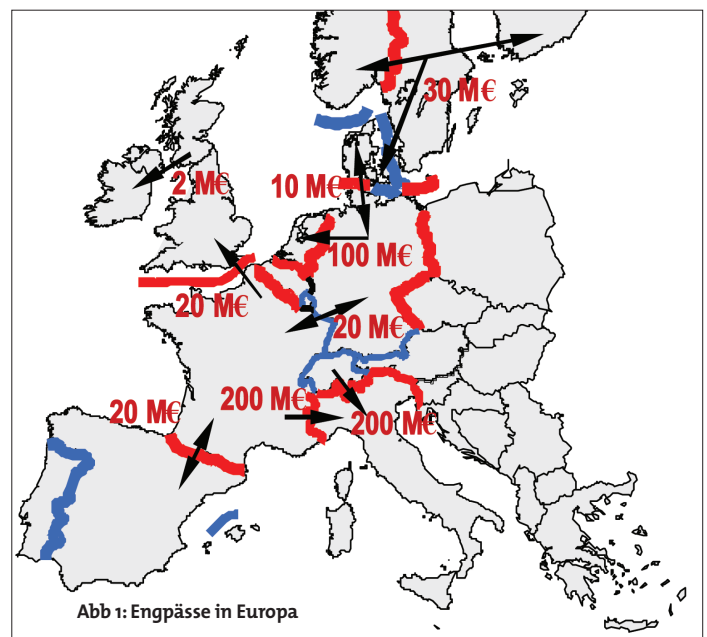 30 M€
2 M€
10 M€
100 M€
20 M€
20 M€
200 M€
20 M€
200 M€
Abb 1: Engpässe in Europa